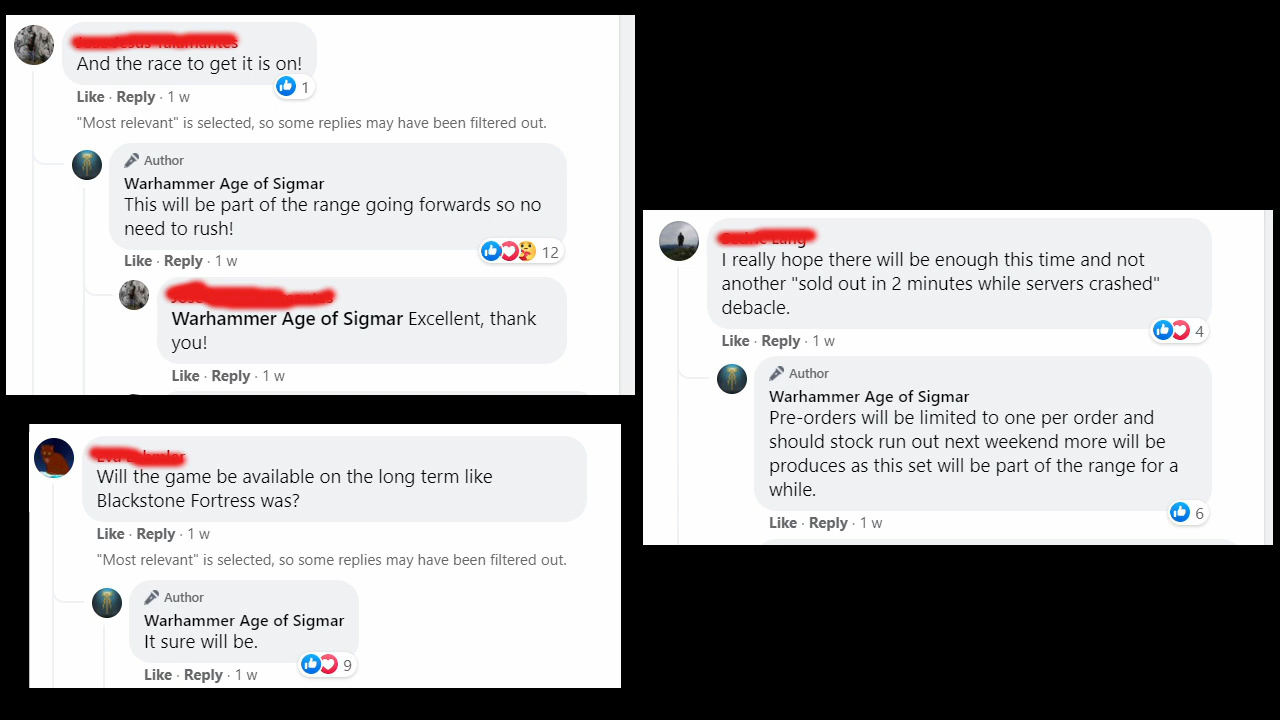 And the race to get it is on!
1
Like · Reply · 1 w
"Most relevant" is selected, so some replies may have been filtered out.
Author
Warhammer Age of Sigmar
This will be part of the range going forwards so no
need to rush!
12
Like · Reply · 1 w
Warhammer Age of Sigmar Excellent, thank
you!
Like · Reply · 1 w
Will the game be available on the long term like
Blackstone Fortress was?
Like · Reply · 1 w
"Most relevant" is selected, so some replies may have been filtered out.
Author
Warhammer Age of Sigmar
It sure will be.
9
Like · Reply · 1 w
I really hope there will be enough this time and not
another "sold out in 2 minutes while servers crashed"
debacle.
4
Like · Reply · 1 w
Author
Warhammer Age of Sigmar
Pre-orders will be limited to one per order and
should stock run out next weekend more will be
produces as this set will be part of the range for a
while.
6
Like · Reply · 1 w